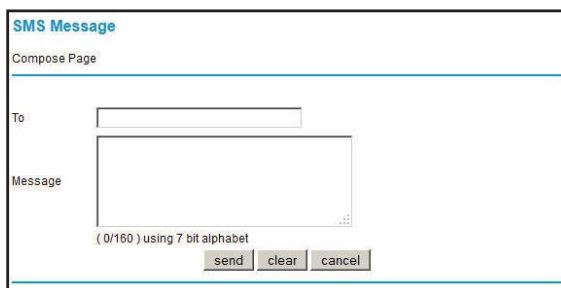 SMS Message
Compose Page
To
Message
( 0/160 ) using 7 bit alphabet
send clear cancel